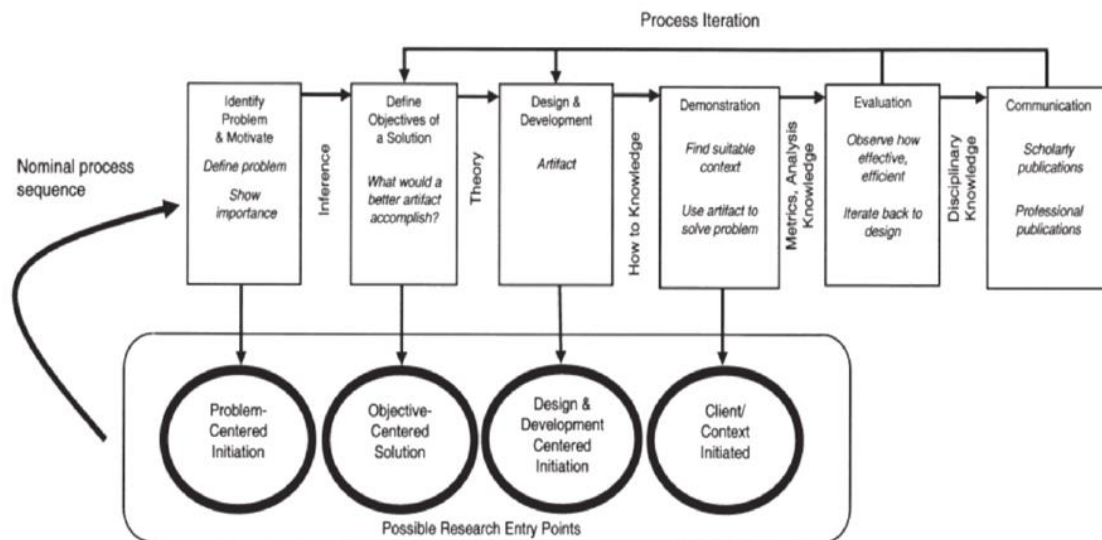 Process Iteration
Nominal process
sequence
Identify
Problem
& Motivate
Define problem
Show
importance
Inference
Define
Objectives of
a Solution
What would a
better artifact
accomplish?
Theory
Design &
Development
Artifact
How to Knowledge
Demonstration
Find suitable
context
Use artifact to
solve problem
Metrics, Analysis
Knowledge
Evaluation
Observe how
effective,
efficient
Iterate back to
design
Disciplinary
Knowledge
Communication
Scholarly
publications
Professional
publications
Problem-
Centered
Initiation
Objective-
Centered
Solution
Design &
Development
Centered
Initiation
Client/
Context
Initiated
Possible Research Entry Points